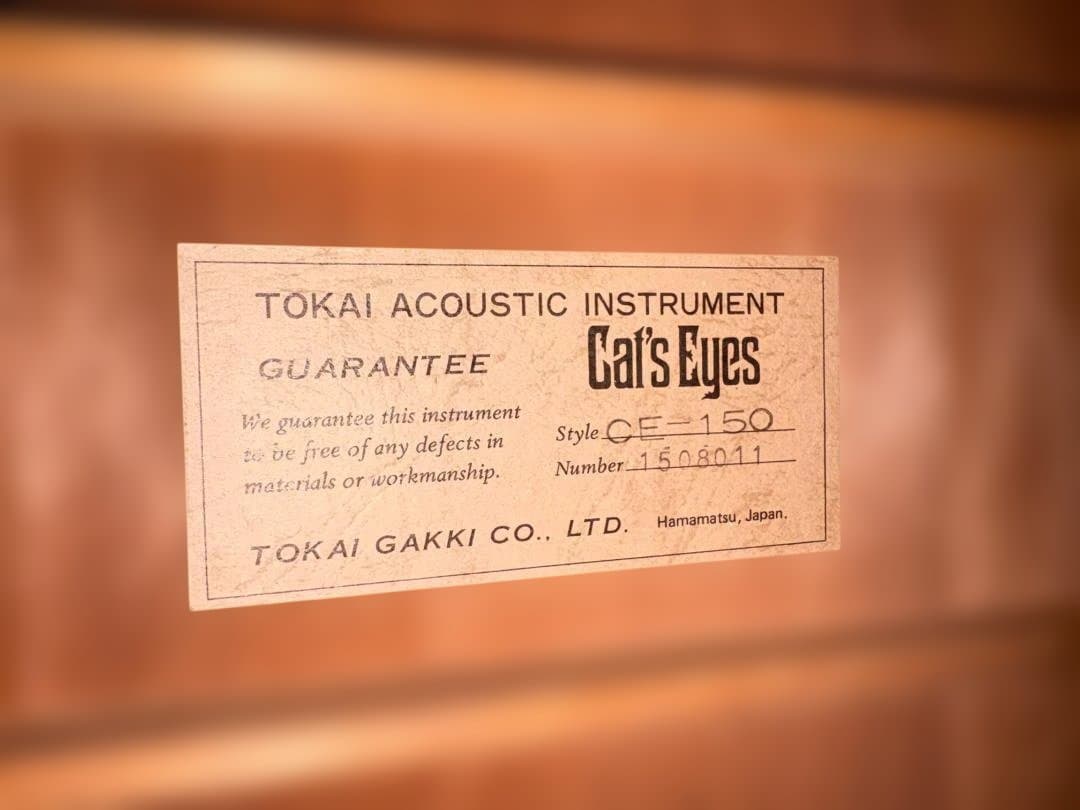 TOKAI ACOUSTIC INSTRUMENT
GUARANTEE
We guarantee this instrument
to be free of any defects in
materials or workmanship.
Cat's Eyes
Style CE-150
Number 1508011
TOKAI GAKKI CO., LTD. Hamamatsu, Japan.